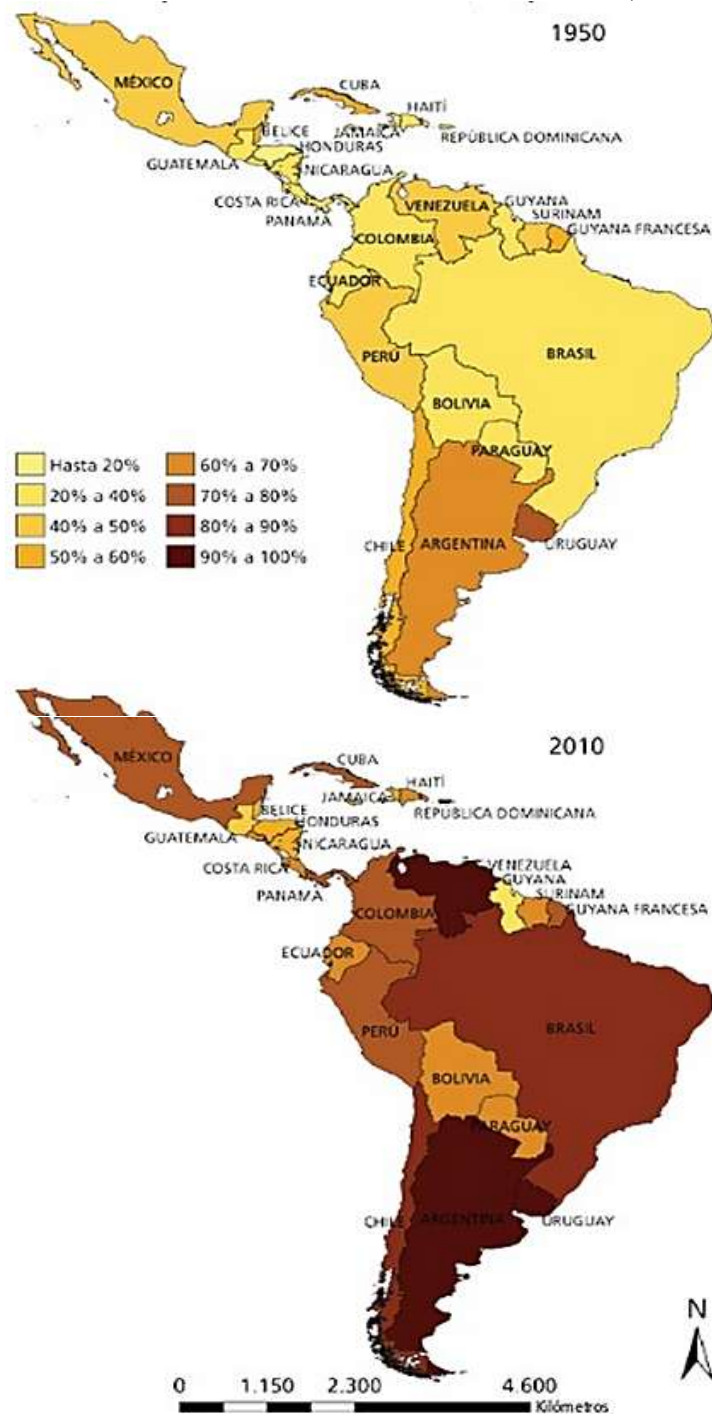 1950
MÉXICO
CUBA
HAITÍ
BELICE
JAMAICA
REPÚBLICA DOMINICANA
HONDURAS
GUATEMALA
NICARAGUA
COSTA RICA
PANAMÁ
VENEZUELA
GUYANA
SURINAM
GUYANA FRANCESA
COLOMBIA
ECUADOR
PERÚ
BRASIL
BOLIVIA
PARAGUAY
CHILE
ARGENTINA
URUGUAY
Hasta 20%
20% a 40%
40% a 50%
50% a 60%
60% a 70%
70% a 80%
80% a 90%
90% a 100%
2010
MÉXICO
CUBA
HAITÍ
JAMAICA
BELICE
REPÚBLICA DOMINICANA
HONDURAS
GUATEMALA
NICARAGUA
COSTA RICA
PANAMÁ
VENEZUELA
GUYANA
SURINAM
GUYANA FRANCESA
COLOMBIA
ECUADOR
PERÚ
BRASIL
BOLIVIA
PARAGUAY
CHILE
ARGENTINA
URUGUAY
N
0 1.150 2.300 4.600
Kilómetros